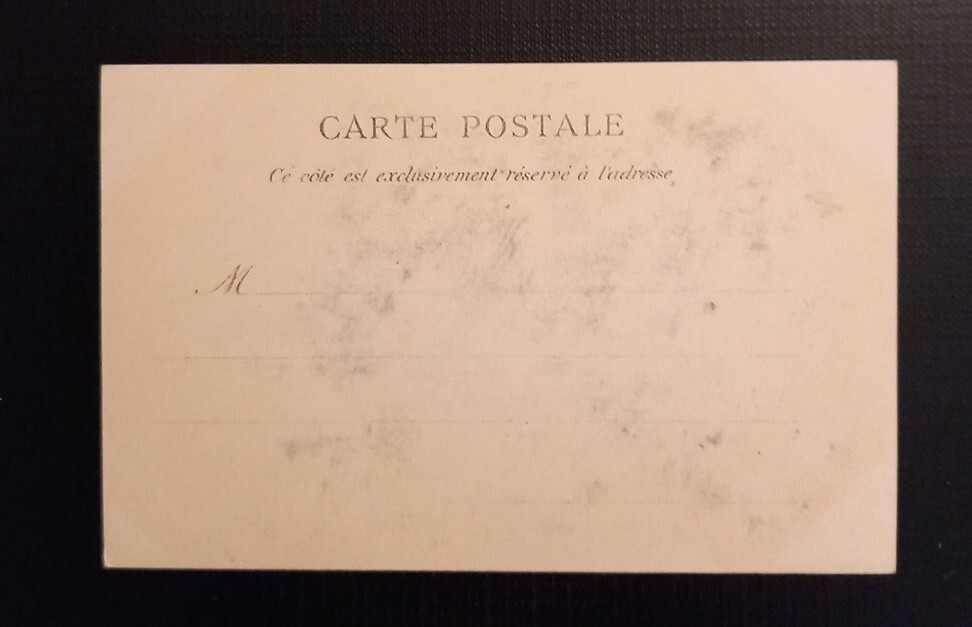 CARTE POSTALE
Ce côté est exclusivement réservé à l'adresse
M